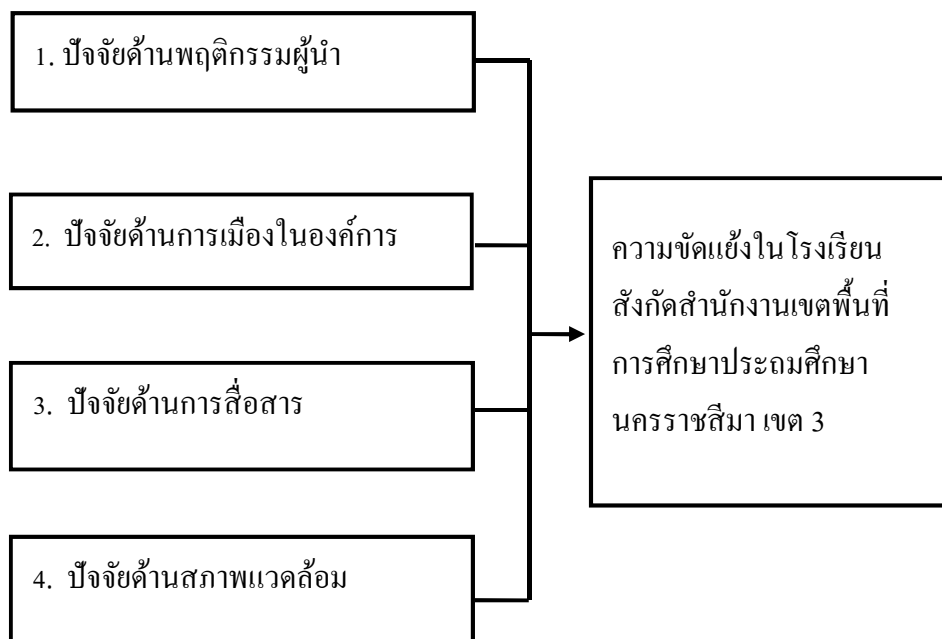 1. ปัจจัยด้านพฤติกรรมผู้นำ
2. ปัจจัยด้านการเมืองในองค์การ
3. ปัจจัยด้านการสื่อสาร
4. ปัจจัยด้านสภาพแวดล้อม
ความขัดแย้งในโรงเรียน
สังกัดสำนักงานเขตพื้นที่
การศึกษาประถมศึกษา
นครราชสีมา เขต 3